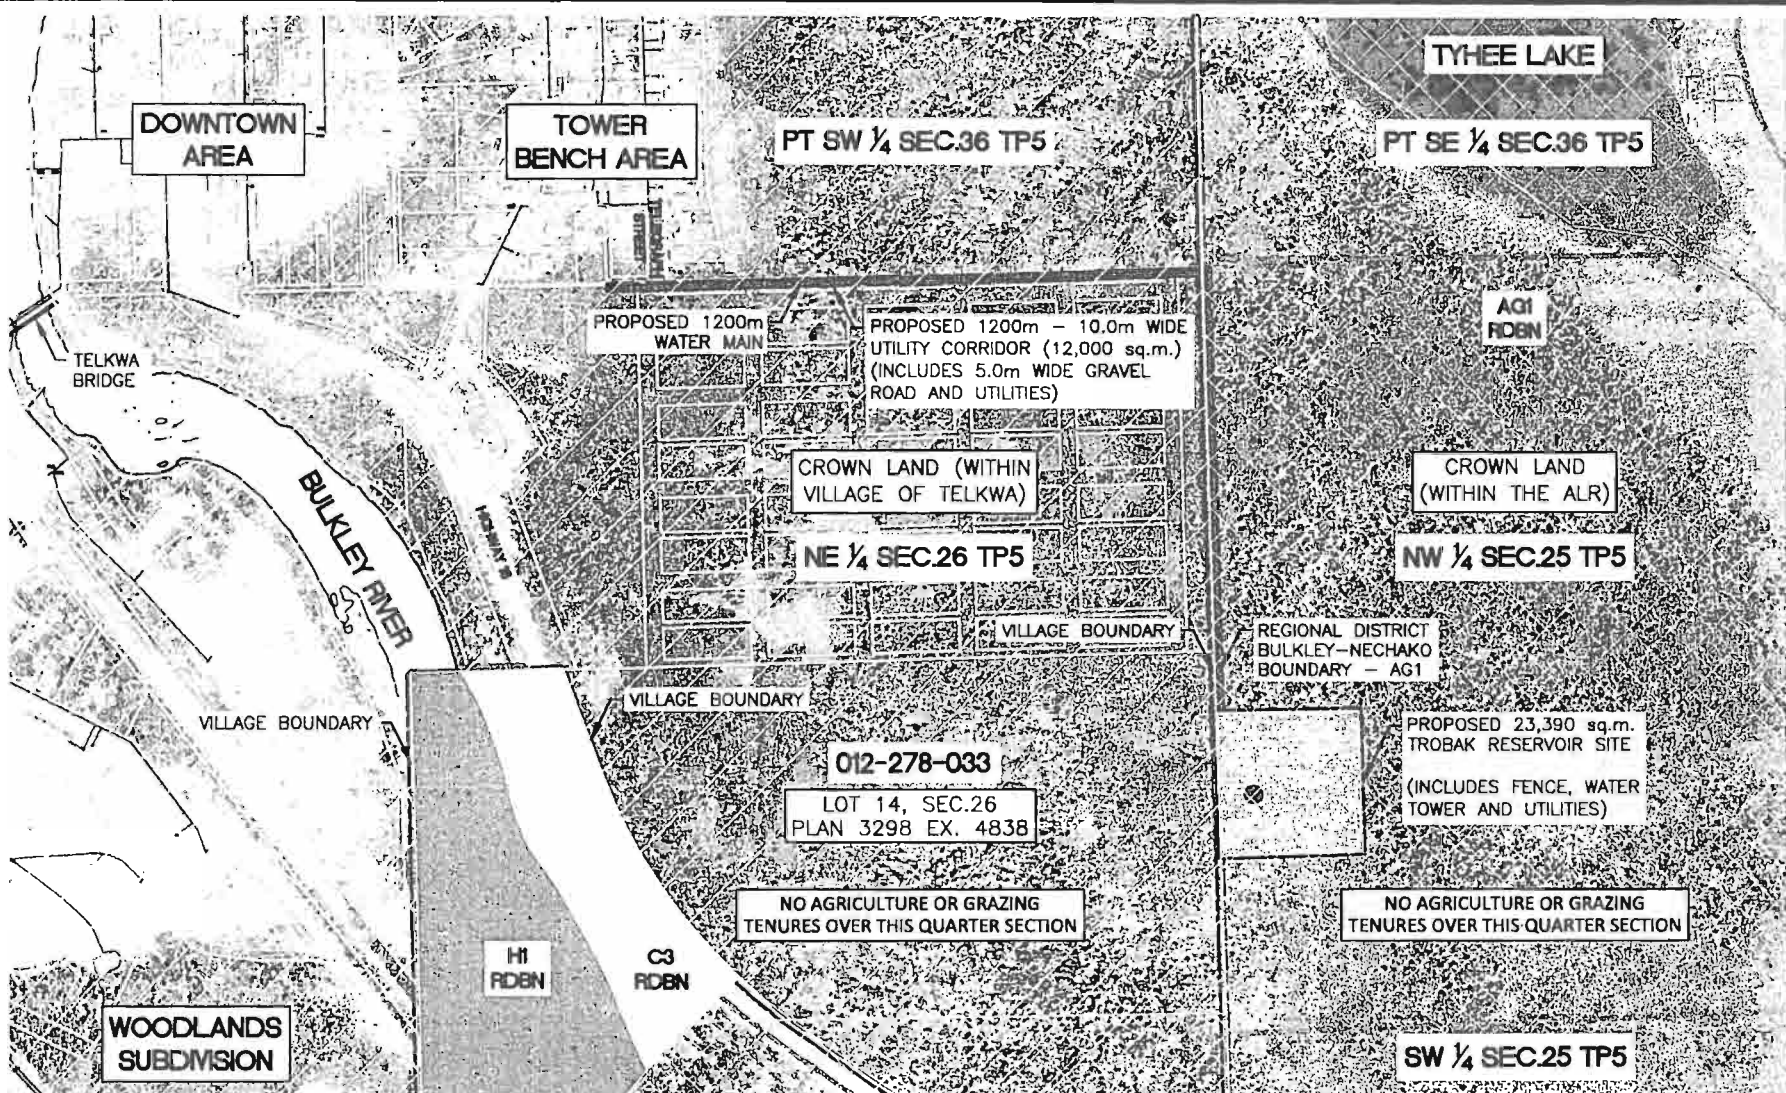 TYHEE LAKE
DOWNTOWN
AREA
TOWER
BENCH AREA
PT SW ¼ SEC.36 TP5
PT SE ¼ SEC.36 TP5
STREET
PROPOSED 1200m
WATER MAIN
PROPOSED 1200m – 10.0m WIDE
UTILITY CORRIDOR (12,000 sq.m.)
(INCLUDES 5.0m WIDE GRAVEL
ROAD AND UTILITIES)
AG1
RDBN
TELKWA
BRIDGE
BULKLEY RIVER
HIGHWAY 16
CROWN LAND (WITHIN
VILLAGE OF TELKWA)
CROWN LAND
(WITHIN THE ALR)
NE ¼ SEC.26 TP5
NW ¼ SEC.25 TP5
VILLAGE BOUNDARY
REGIONAL DISTRICT
BULKLEY–NECHAKO
BOUNDARY – AG1
VILLAGE BOUNDARY
VILLAGE BOUNDARY
PROPOSED 23,390 sq.m.
TROBAK RESERVOIR SITE
(INCLUDES FENCE, WATER
TOWER AND UTILITIES)
012-278-033
LOT 14, SEC.26
PLAN 3298 EX. 4838
NO AGRICULTURE OR GRAZING
TENURES OVER THIS QUARTER SECTION
NO AGRICULTURE OR GRAZING
TENURES OVER THIS QUARTER SECTION
H1
RDBN
C3
RDBN
WOODLANDS
SUBDIVISION
SW ¼ SEC.25 TP5